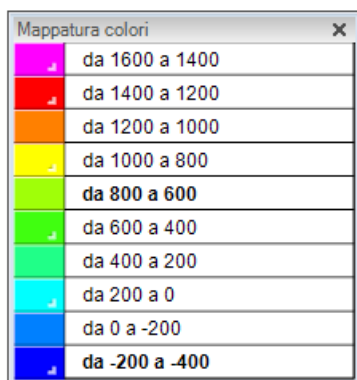 Mappatura colori
da 1600 a 1400
da 1400 a 1200
da 1200 a 1000
da 1000 a 800
da 800 a 600
da 600 a 400
da 400 a 200
da 200 a 0
da 0 a -200
da -200 a -400